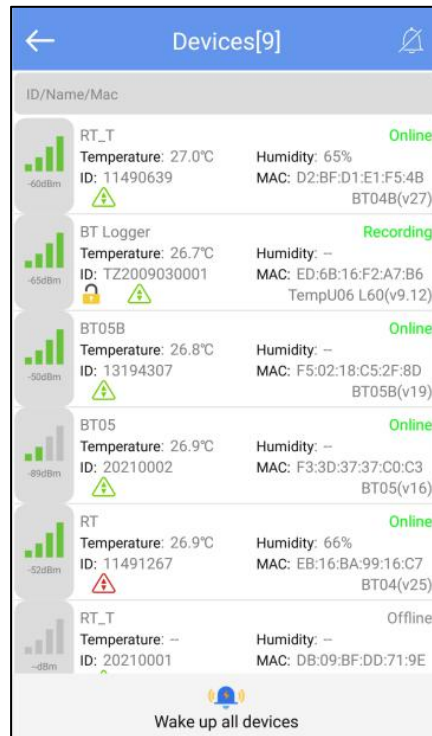 Devices[9]
ID/Name/Mac
RT_T Online
Temperature: 27.0℃ Humidity: 65%
-60dBm ID: 11490639 MAC: D2:BF:D1:E1:F5:4B
BT04B(v27)
BT Logger Recording
Temperature: 26.7℃ Humidity: --
-65dBm ID: TZ2009030001 MAC: ED:6B:16:F2:A7:B6
TempU06 L60(v9.12)
BT05B Online
Temperature: 26.8℃ Humidity: --
-50dBm ID: 13194307 MAC: F5:02:18:C5:2F:8D
BT05B(v19)
BT05 Online
Temperature: 26.9℃ Humidity: --
-89dBm ID: 20210002 MAC: F3:3D:37:37:C0:C3
BT05(v16)
RT Online
Temperature: 26.9℃ Humidity: 66%
-52dBm ID: 11491267 MAC: EB:16:BA:99:16:C7
BT04(v25)
RT_T Offline
Temperature: -- Humidity: --
--dBm ID: 20210001 MAC: DB:09:BF:DD:71:9E
Wake up all devices